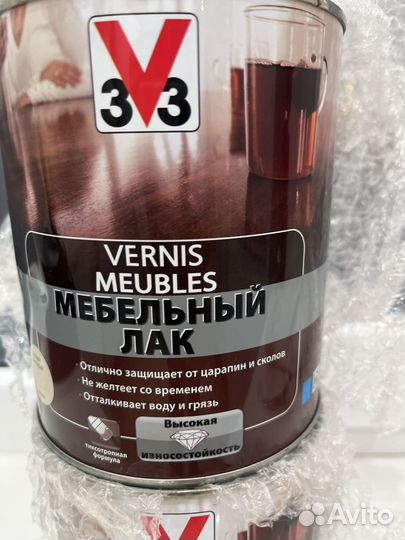 3V3
VERNIS
MEUBLES
МЕБЕЛЬНЫЙ
ЛАК
· Отлично защищает от царапин и сколов
· Не желтеет со временем
· Отталкивает воду и грязь
Высокая
износостойкость
тиксотропная
формула
Avito